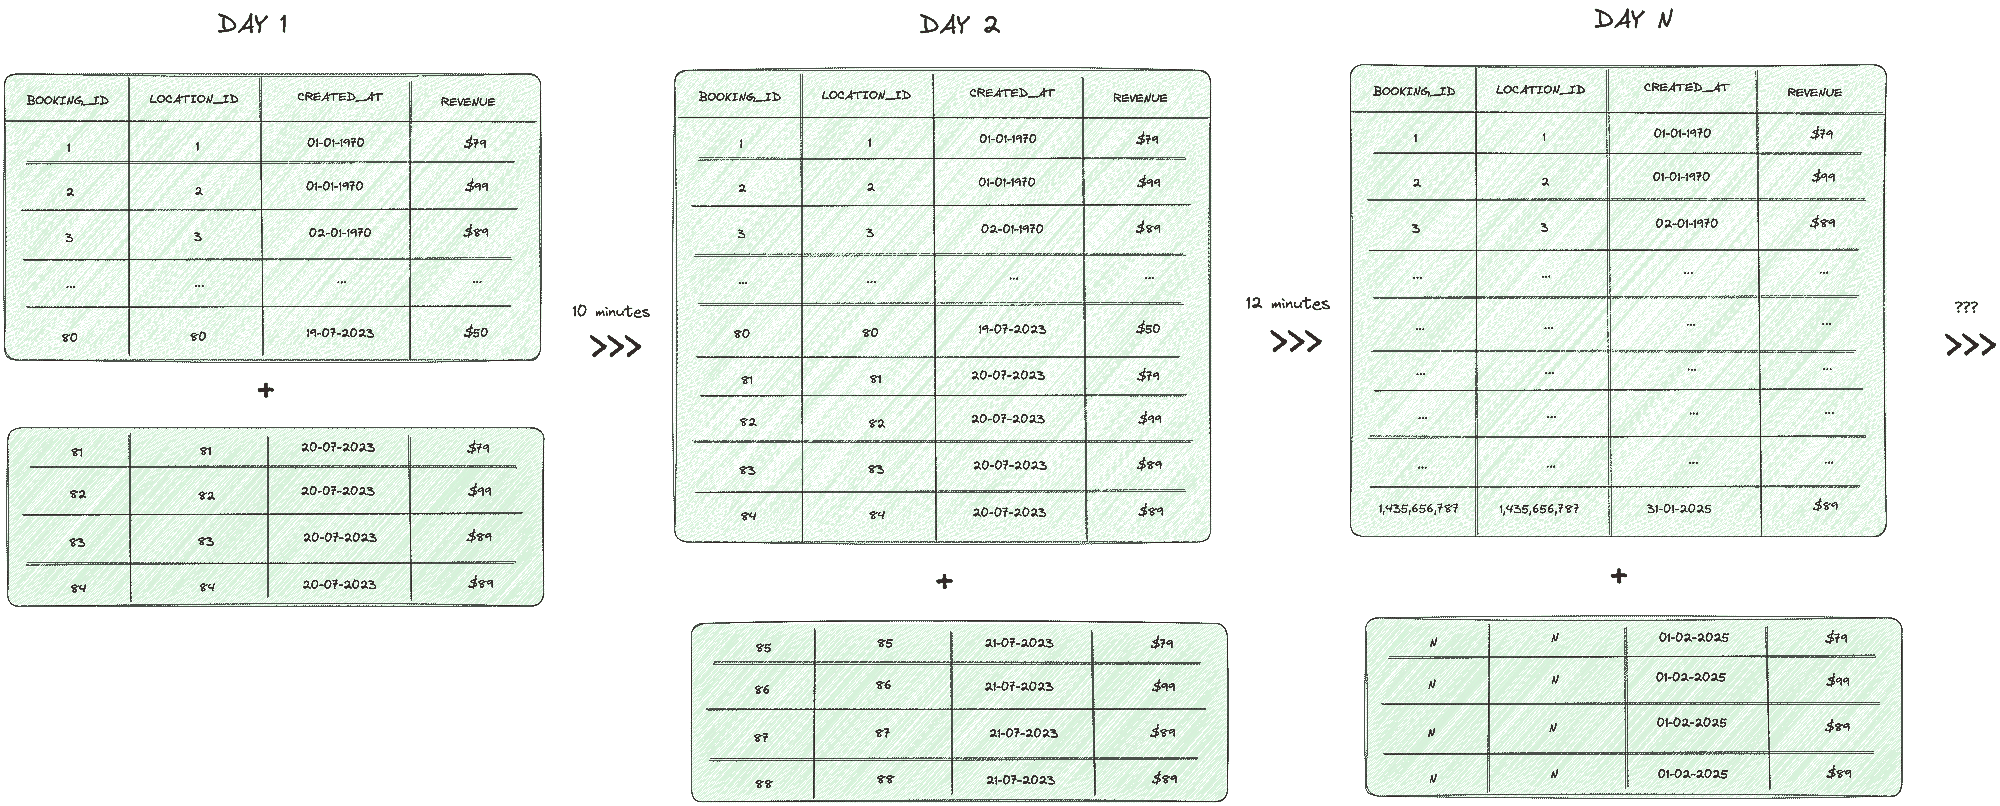 DAY 1
BOOKING_ID LOCATION_ID CREATED_AT REVENUE
1 1 01-01-1970 $79
2 2 01-01-1970 $99
3 3 02-01-1970 $89
... ... ... ...
80 80 19-07-2023 $50
+
81 81 20-07-2023 $79
82 82 20-07-2023 $99
83 83 20-07-2023 $89
84 84 20-07-2023 $89
10 minutes
>>>
DAY 2
BOOKING_ID LOCATION_ID CREATED_AT REVENUE
1 1 01-01-1970 $79
2 2 01-01-1970 $99
3 3 02-01-1970 $89
... ... ... ...
80 80 19-07-2023 $50
81 81 20-07-2023 $79
82 82 20-07-2023 $99
83 83 20-07-2023 $89
84 84 20-07-2023 $89
+
85 85 21-07-2023 $79
86 86 21-07-2023 $99
87 87 21-07-2023 $89
88 88 21-07-2023 $89
12 minutes
>>>
DAY N
BOOKING_ID LOCATION_ID CREATED_AT REVENUE
1 1 01-01-1970 $79
2 2 01-01-1970 $99
3 3 02-01-1970 $89
... ... ... ...
... ... ... ...
... ... ... ...
... ... ... ...
... ... ... ...
1,435,656,787 1,435,656,787 31-01-2025 $89
+
N N 01-02-2025 $79
N N 01-02-2025 $99
N N 01-02-2025 $89
N N 01-02-2025 $89
???
>>>